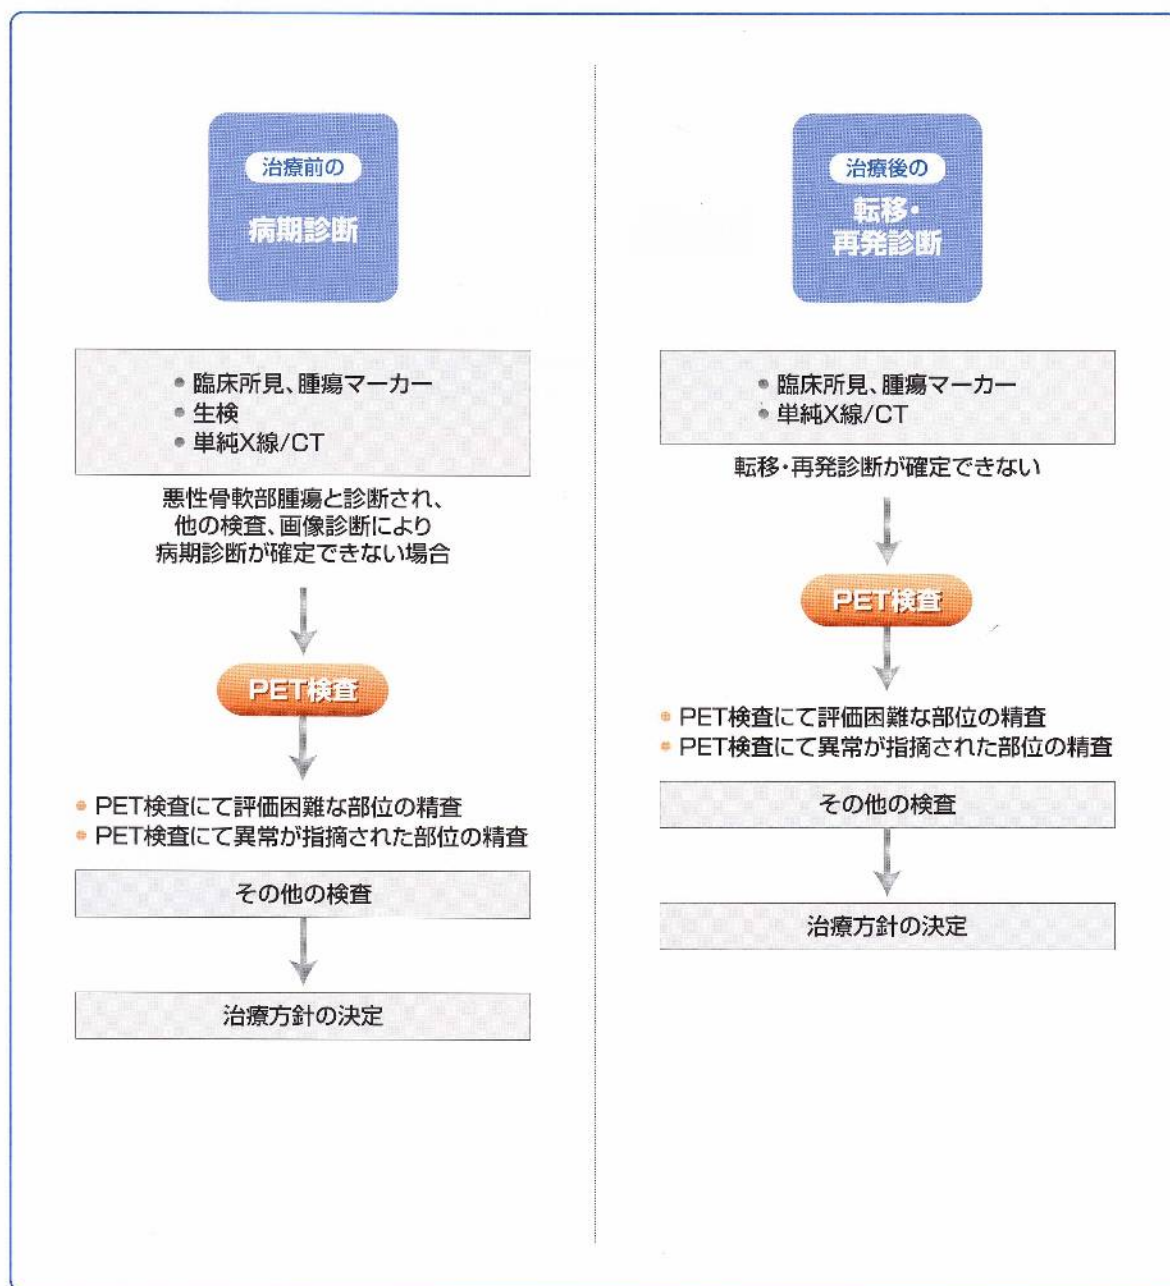 治療前の
病期診断
● 臨床所見、腫瘍マーカー
● 生検
● 単純X線/CT
悪性骨軟部腫瘍と診断され、
他の検査、画像診断により
病期診断が確定できない場合
PET検査
● PET検査にて評価困難な部位の精査
● PET検査にて異常が指摘された部位の精査
その他の検査
治療方針の決定
治療後の
転移・
再発診断
● 臨床所見、腫瘍マーカー
● 単純X線/CT
転移・再発診断が確定できない
PET検査
● PET検査にて評価困難な部位の精査
● PET検査にて異常が指摘された部位の精査
その他の検査
治療方針の決定